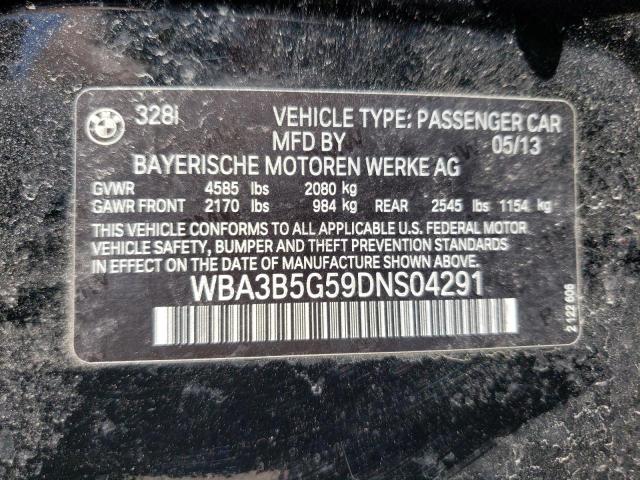 328i VEHICLE TYPE: PASSENGER CAR
MFD BY 05/13
BAYERISCHE MOTOREN WERKE AG
GVWR 4585 lbs 2080 kg
GAWR FRONT 2170 lbs 984 kg REAR 2545 lbs 1154 kg
THIS VEHICLE CONFORMS TO ALL APPLICABLE U.S. FEDERAL MOTOR
VEHICLE SAFETY, BUMPER AND THEFT PREVENTION STANDARDS
IN EFFECT ON THE DATE OF MANUFACTURE SHOWN ABOVE.
WBA3B5G59DNS04291
2 122 606